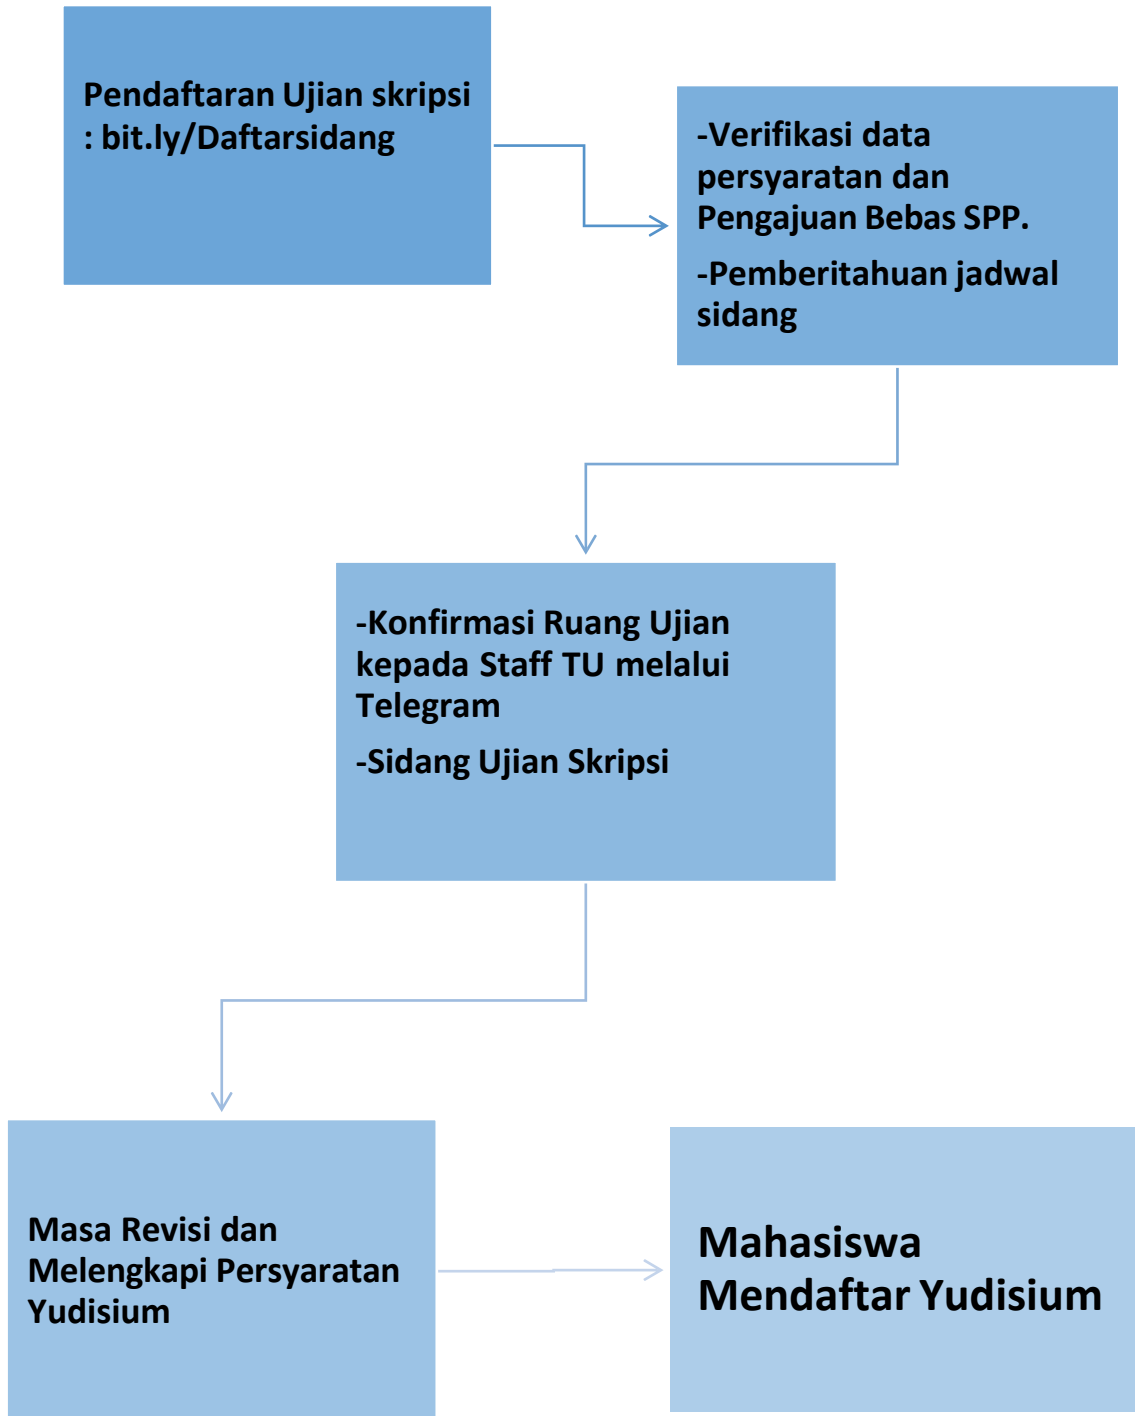 Pendaftaran Ujian skripsi
: bit.ly/Daftarsidang
-Verifikasi data
persyaratan dan
Pengajuan Bebas SPP.
-Pemberitahuan jadwal
sidang
-Konfirmasi Ruang Ujian
kepada Staff TU melalui
Telegram
-Sidang Ujian Skripsi
Masa Revisi dan
Melengkapi Persyaratan
Yudisium
Mahasiswa
Mendaftar Yudisium